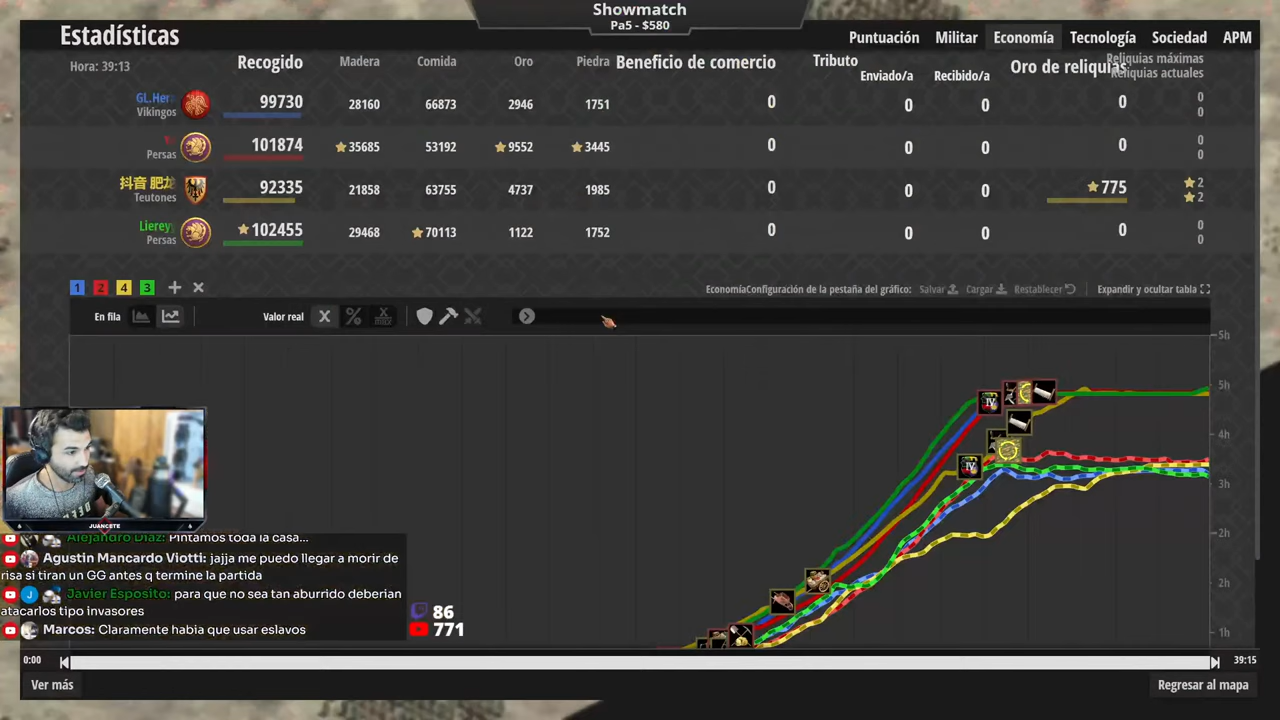 Showmatch
Pa5 - $580
Estadísticas
Puntuación Militar Economía Tecnología Sociedad APM
Hora: 39:13
Recogido Madera Comida Oro Piedra Beneficio de comercio Tributo Enviado/a Recibido/a Oro de reliquias Reliquias máximas
Reliquias actuales
GL.Her 99730 28160 66873 2946 1751 0 0 0 0 0
Vikingos 0
101874 35685 53192 9552 3445 0 0 0 0 0
Persas 0
抖音 肥龙 92335 21858 63755 4737 1985 0 0 0 775 2
Teutones 2
Lierey 102455 29468 70113 1122 1752 0 0 0 0 0
Persas 0
1 2 4 3 + ×
EconomíaConfiguración de la pestaña del gráfico: Salvar Cargar Restablecer Expandir y ocultar tabla
En fila Valor real X %
5h
5h
4h
3h
2h
2h
1h
IV
IV
JUANCETE
Alejandro Díaz: Pintamos toda la casa...
Agustin Mancardo Viotti: jajja me puedo llegar a morir de
risa si tiran un GG antes q termine la partida
J Javier Esposito: para que no sea tan aburrido deberian
atacarlos tipo invasores
Marcos: Claramente habia que usar eslavos
86
771
0:00 39:15
Ver más Regresar al mapa